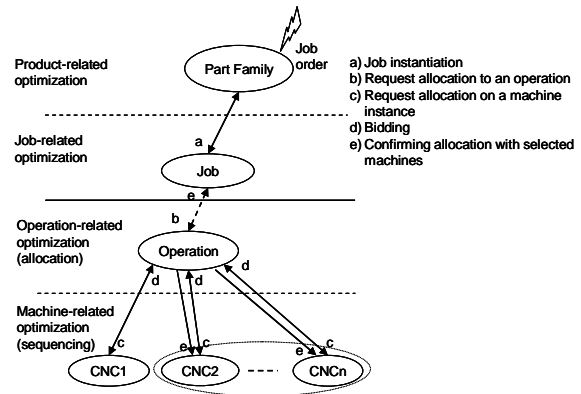 Job
order
Product-related
optimization
Part Family
a) Job instantiation
b) Request allocation to an operation
c) Request allocation on a machine
instance
d) Bidding
e) Confirming allocation with selected
machines
Job-related
optimization
a
Job
e
b
Operation-related
optimization
(allocation)
Operation
d
d
d
Machine-related
optimization
(sequencing)
c
e
c
e
c
CNC1
CNC2
CNCn